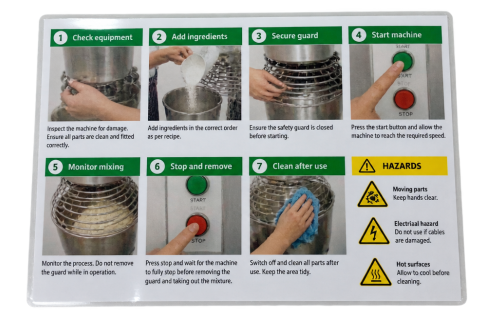 1 Check equipment
Inspect the machine for damage.
Ensure all parts are clean and fitted
correctly.
2 Add ingredients
Add ingredients in the correct order
as per recipe.
3 Secure guard
Ensure the safety guard is closed
before starting.
4 Start machine
START
STOP
Press the start button and allow the
machine to reach the required speed.
5 Monitor mixing
Monitor the process. Do not remove
the guard while in operation.
6 Stop and remove
START
STOP
Press stop and wait for the machine
to fully stop before removing the
guard and taking out the mixture.
7 Clean after use
Switch off and clean all parts after
use. Keep the area tidy.
HAZARDS
Moving parts
Keep hands clear.
Electriaal hazard
Do not use if cables
are damaged.
Hot surfaces
Allow to cool before
cleaning.